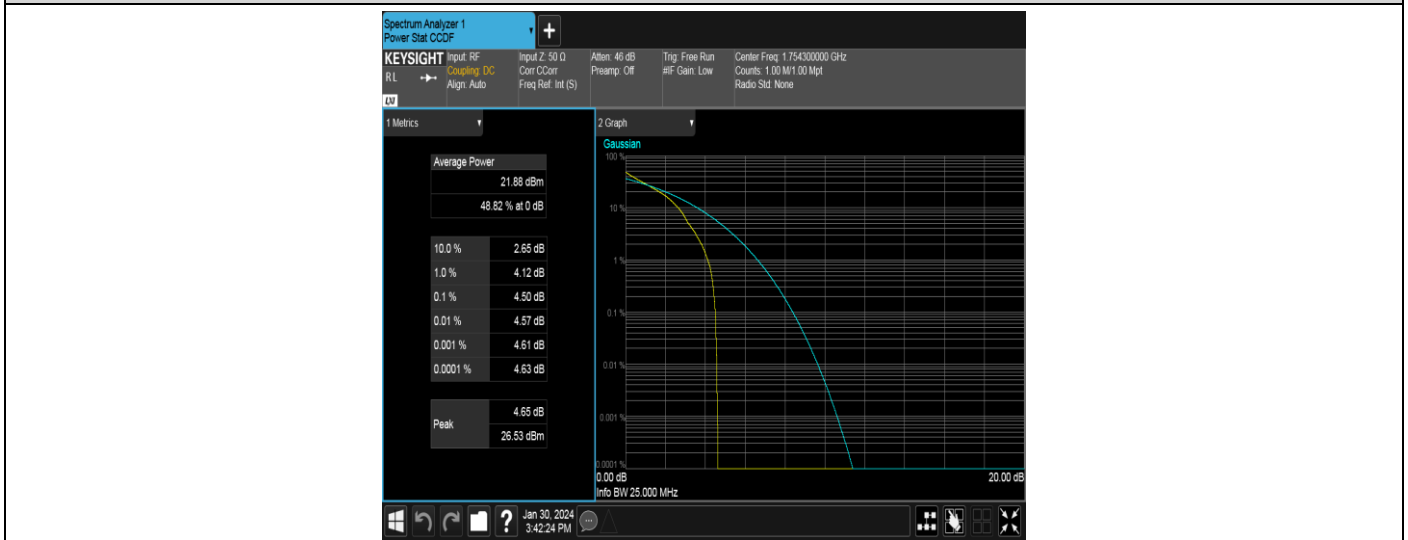 Spectrum Analyzer 1
Power Stat CCDF
+
KEYSIGHT
RL
LXI
Input: RF
Coupling: DC
Align: Auto
Input Z: 50 Ω
Corr CCorr
Freq Ref: Int (S)
Atten: 46 dB
Preamp: Off
Trig: Free Run
#IF Gain: Low
Center Freq: 1.754300000 GHz
Counts: 1.00 M/1.00 Mpt
Radio Std: None
1 Metrics
Average Power
21.88 dBm
48.82 % at 0 dB
10.0 % 2.65 dB
1.0 % 4.12 dB
0.1 % 4.50 dB
0.01 % 4.57 dB
0.001 % 4.61 dB
0.0001 % 4.63 dB
Peak
4.65 dB
26.53 dBm
2 Graph
Gaussian
100 %
10 %
1 %
0.1 %
0.01 %
0.001 %
0.0001 %
0.00 dB 20.00 dB
Info BW 25.000 MHz
?
Jan 30, 2024
3:42:24 PM